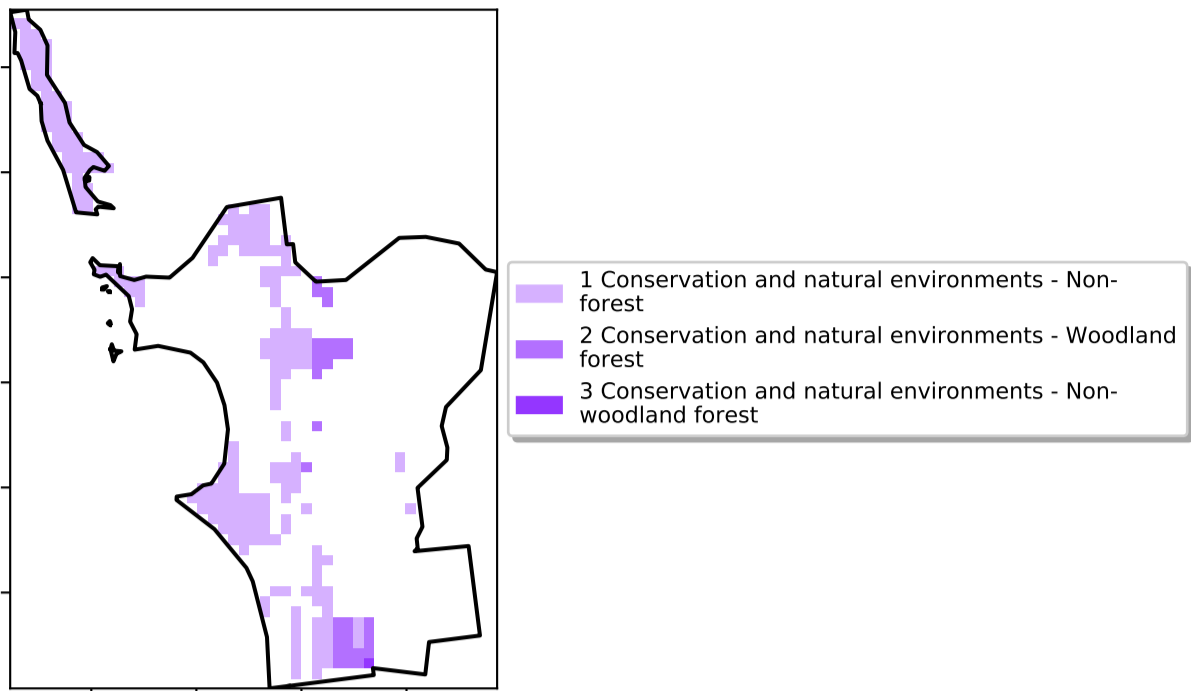 1 Conservation and natural environments - Non-
forest
2 Conservation and natural environments - Woodland
forest
3 Conservation and natural environments - Non-
woodland forest